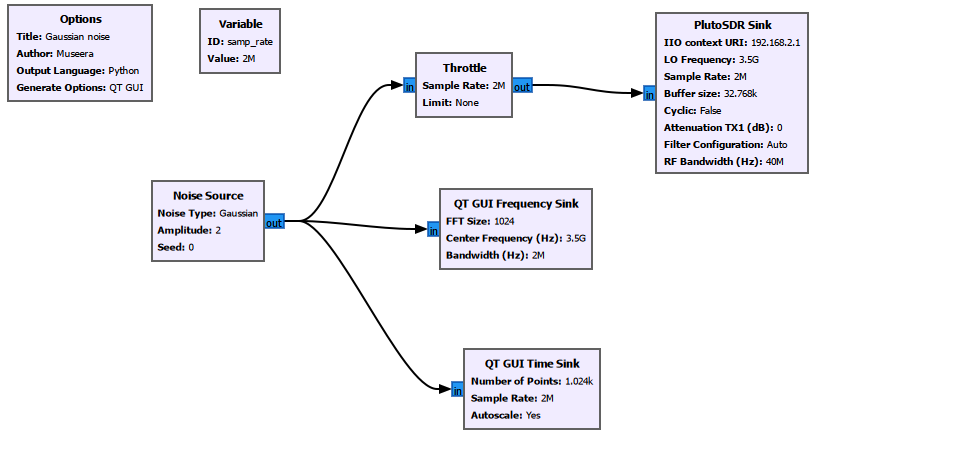 Options
Title: Gaussian noise
Author: Museera
Output Language: Python
Generate Options: QT GUI
Variable
ID: samp_rate
Value: 2M
Throttle
Sample Rate: 2M
Limit: None
in
out
PlutoSDR Sink
IIO context URI: 192.168.2.1
LO Frequency: 3.5G
Sample Rate: 2M
Buffer size: 32.768k
Cyclic: False
Attenuation TX1 (dB): 0
Filter Configuration: Auto
RF Bandwidth (Hz): 40M
in
Noise Source
Noise Type: Gaussian
Amplitude: 2
Seed: 0
out
QT GUI Frequency Sink
FFT Size: 1024
Center Frequency (Hz): 3.5G
Bandwidth (Hz): 2M
in
QT GUI Time Sink
Number of Points: 1.024k
Sample Rate: 2M
Autoscale: Yes
in